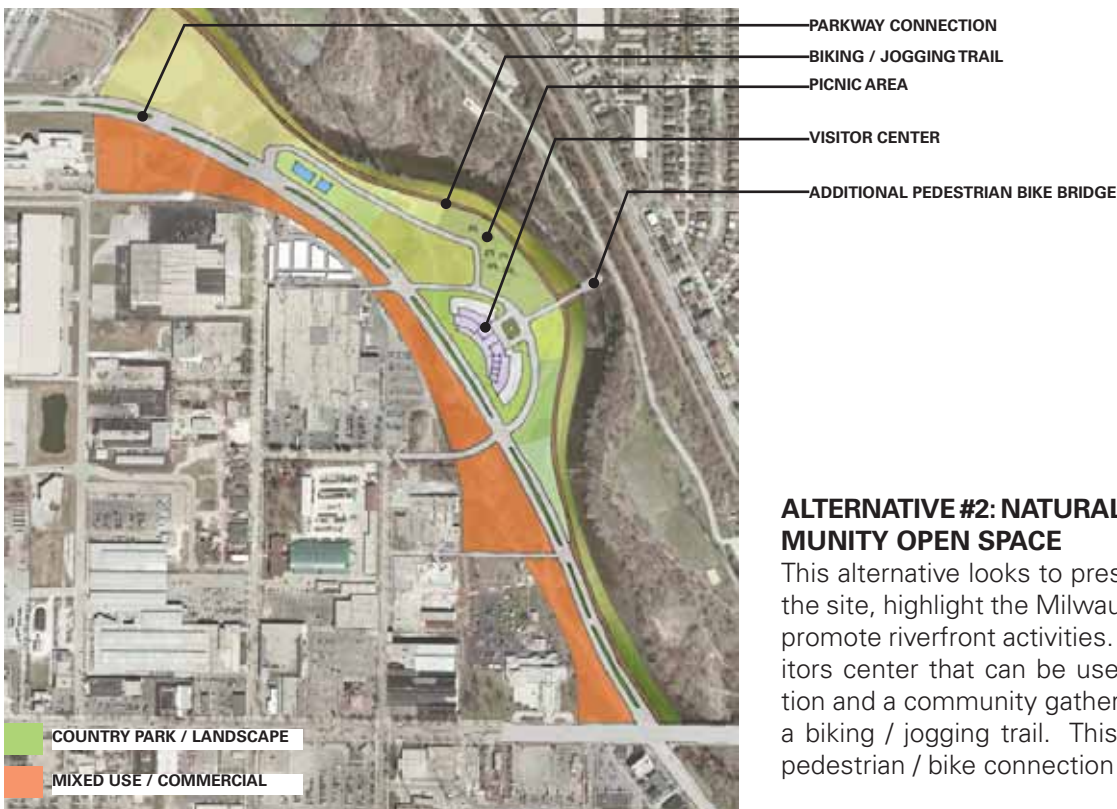 PARKWAY CONNECTION
BIKING / JOGGING TRAIL
PICNIC AREA
VISITOR CENTER
ADDITIONAL PEDESTRIAN BIKE BRIDGE
COUNTRY PARK / LANDSCAPE
MIXED USE / COMMERCIAL
ALTERNATIVE #2: NATURAL
MUNITY OPEN SPACE
This alternative looks to pres
the site, highlight the Milwau
promote riverfront activities.
itors center that can be use
tion and a community gather
a biking / jogging trail. This
pedestrian / bike connection